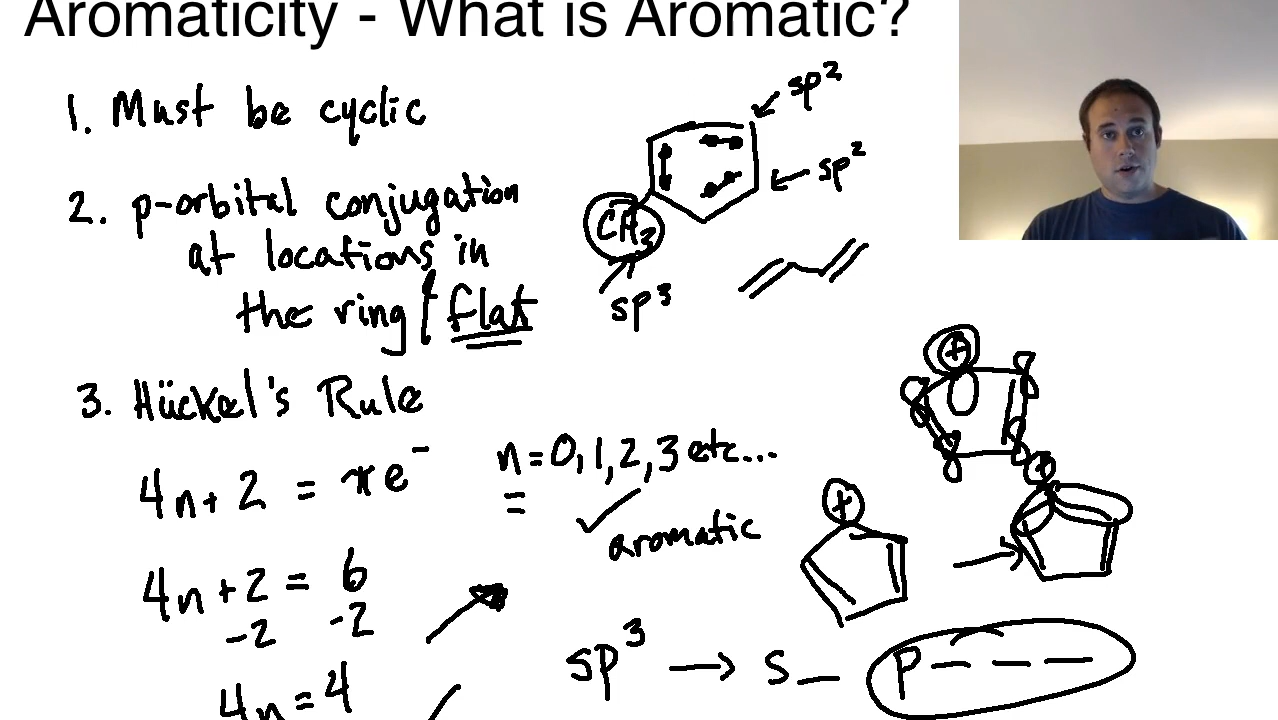 Aromaticity - What is Aromatic?
1. Must be cyclic
2. p-orbital conjugation
at locations in
the ring / flat
3. Hückel's Rule
4n+2 = πe⁻
n=0,1,2,3 etc...
✓
aromatic
4n+2 = 6
-2 -2
4n=4
sp²
sp²
CH₃
sp³
+
+
+
sp³ → s_ p _ _ _